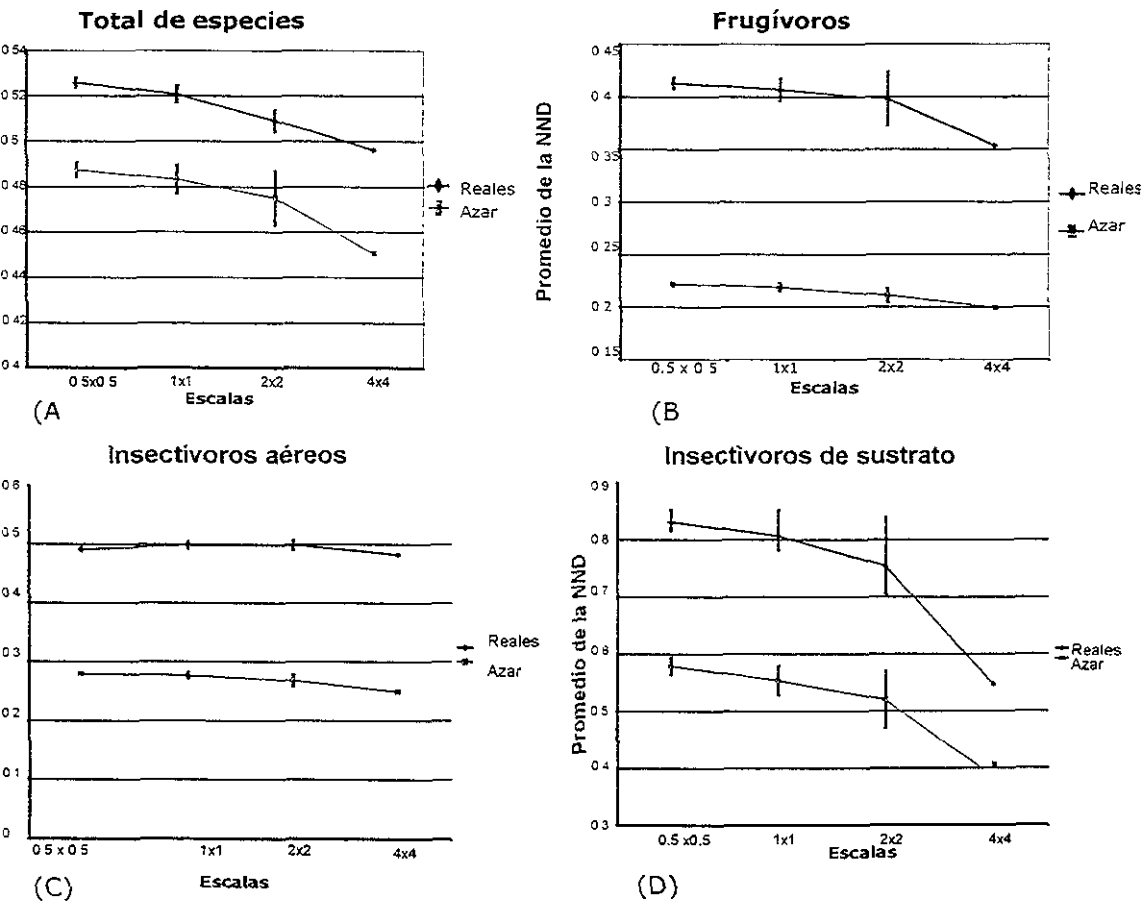 Total de especies
0 54
0 52
0 5
0 48
0 46
0 44
0 42
0 4
0 5x0 5
1x1
2x2
4x4
Escalas
Reales
Azar
(A
Frugívoros
Promedio de la NND
0 45
0 4
0 35
0 3
0 25
0 2
0 15
0.5 x 0 5
1x1
2x2
4x4
Escalas
Reales
Azar
(B
Insectívoros aéreos
0 6
0 5
0 4
0 3
0 2
0 1
0
0 5 x 0 5
1x1
2x2
4x4
Escalas
Reales
Azar
(C)
Insectìvoros de sustrato
Promedio de la NND
0 9
0 8
0 7
0 6
0 5
0 4
0 3
0.5 x0.5
1x1
2x2
4x4
Escalas
Reales
Azar
(D)